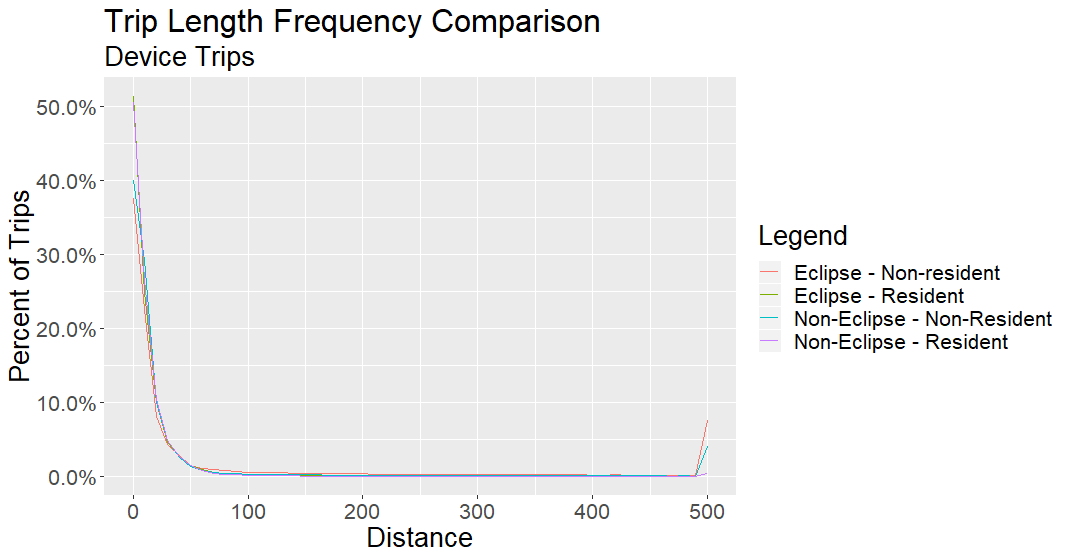 Trip Length Frequency Comparison
Device Trips
Percent of Trips
50.0%
40.0%
30.0%
20.0%
10.0%
0.0%
0 100 200 300 400 500
Distance
Legend
Eclipse - Non-resident
Eclipse - Resident
Non-Eclipse - Non-Resident
Non-Eclipse - Resident